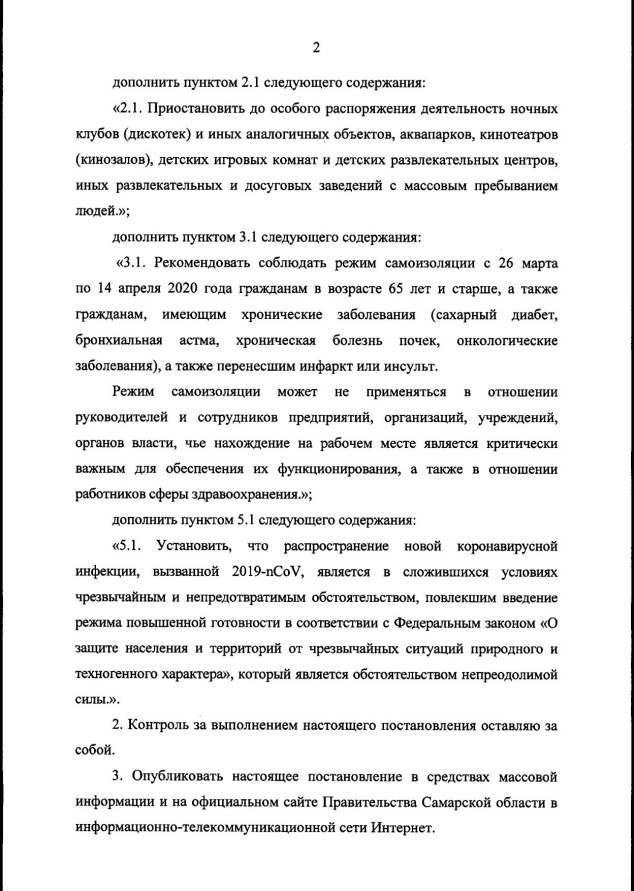 2
дополнить пунктом 2.1 следующего содержания:
«2.1. Приостановить до особого распоряжения деятельность ночных
клубов (дискотек) и иных аналогичных объектов, аквапарков, кинотеатров
(кинозалов), детских игровых комнат и детских развлекательных центров,
иных развлекательных и досуговых заведений с массовым пребыванием
людей.»;
дополнить пунктом 3.1 следующего содержания:
«3.1. Рекомендовать соблюдать режим самоизоляции с 26 марта
по 14 апреля 2020 года гражданам в возрасте 65 лет и старше, а также
гражданам, имеющим хронические заболевания (сахарный диабет,
бронхиальная астма, хроническая болезнь почек, онкологические
заболевания), а также перенесшим инфаркт или инсульт.
Режим самоизоляции может не применяться в отношении
руководителей и сотрудников предприятий, организаций, учреждений,
органов власти, чье нахождение на рабочем месте является критически
важным для обеспечения их функционирования, а также в отношении
работников сферы здравоохранения.»;
дополнить пунктом 5.1 следующего содержания:
«5.1. Установить, что распространение новой коронавирусной
инфекции, вызванной 2019-nCoV, является в сложившихся условиях
чрезвычайным и непредотвратимым обстоятельством, повлекшим введение
режима повышенной готовности в соответствии с Федеральным законом «О
защите населения и территорий от чрезвычайных ситуаций природного и
техногенного характера», который является обстоятельством непреодолимой
силы.».
2. Контроль за выполнением настоящего постановления оставляю за
собой.
3. Опубликовать настоящее постановление в средствах массовой
информации и на официальном сайте Правительства Самарской области в
информационно-телекоммуникационной сети Интернет.